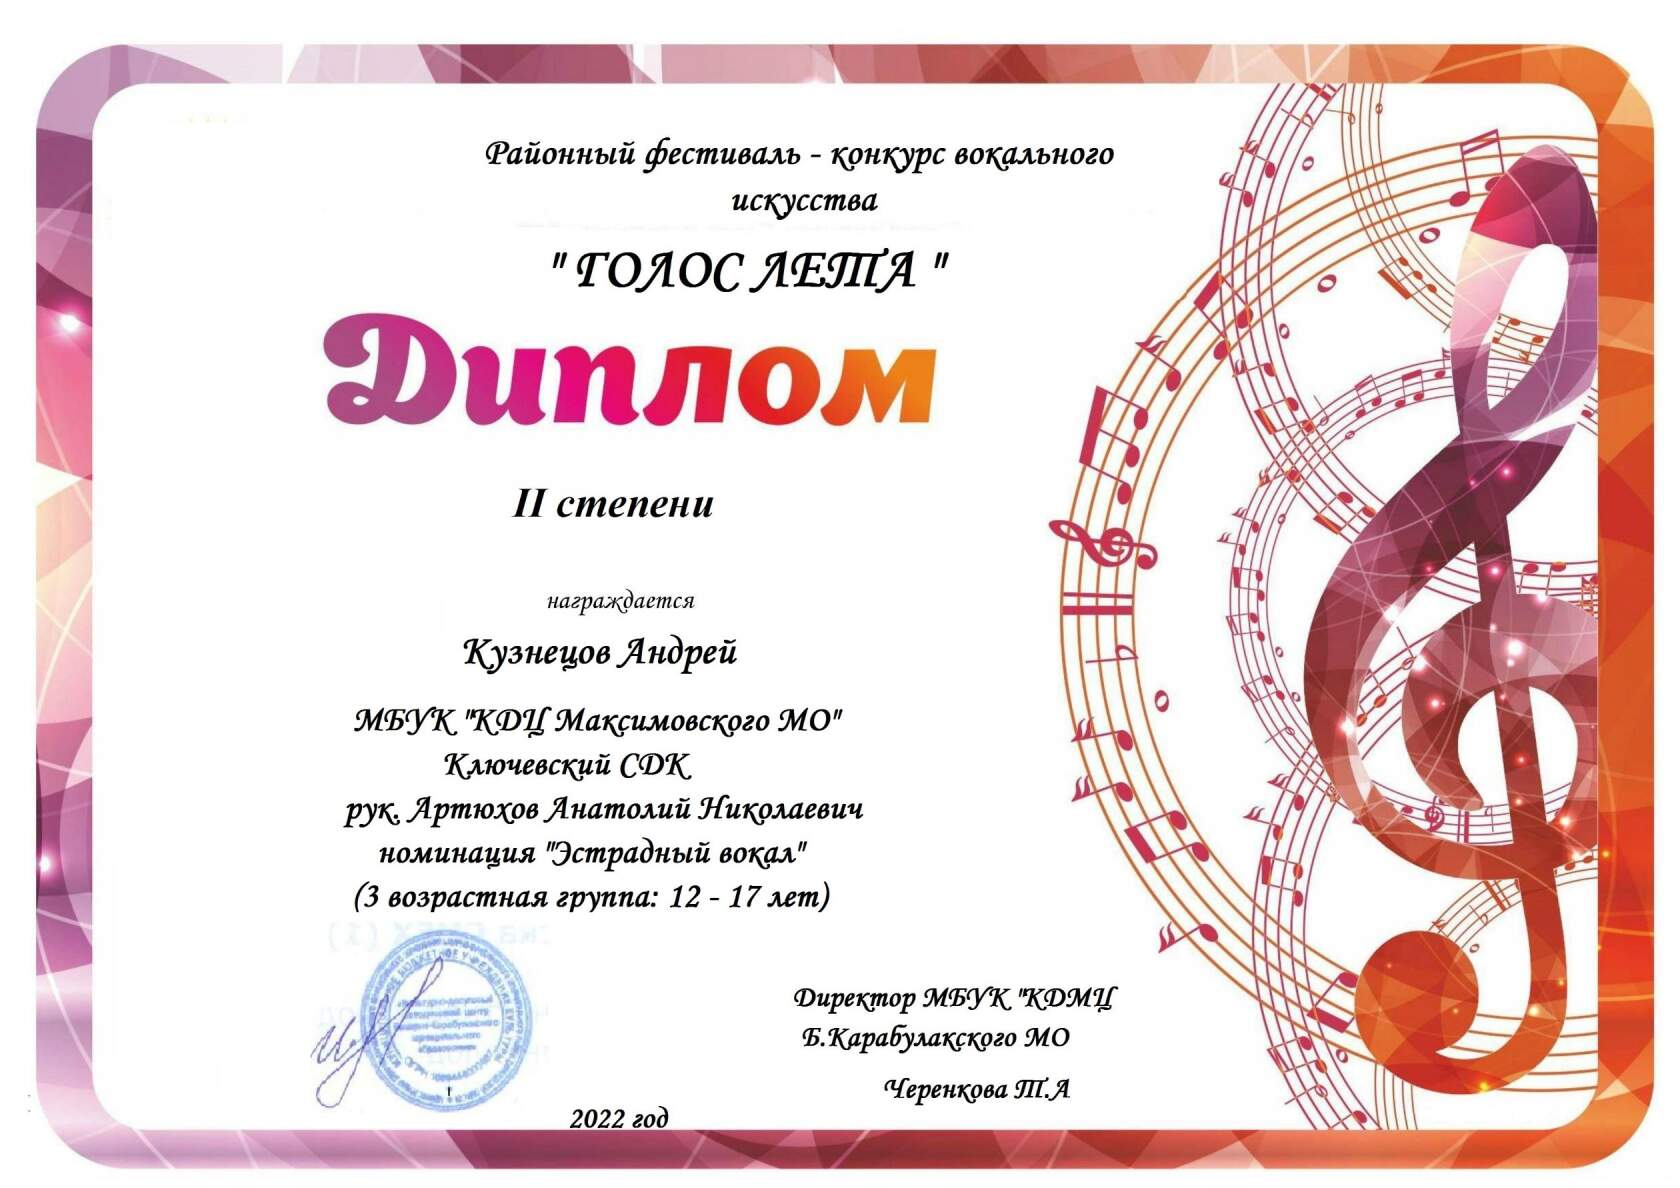 Районный фестиваль - конкурс вокального
искусства
" ГОЛОС ЛЕТА "
Диплом
II степени
награждается
Кузнецов Андрей
МБУК "КДЦ Максимовского МО"
Ключевский СДК
рук. Артюхов Анатолий Николаевич
номинация "Эстрадный вокал"
(3 возрастная группа: 12 - 17 лет)
Директор МБУК "КДМЦ
Б.Карабулакского МО
Черенкова Т.А
2022 год